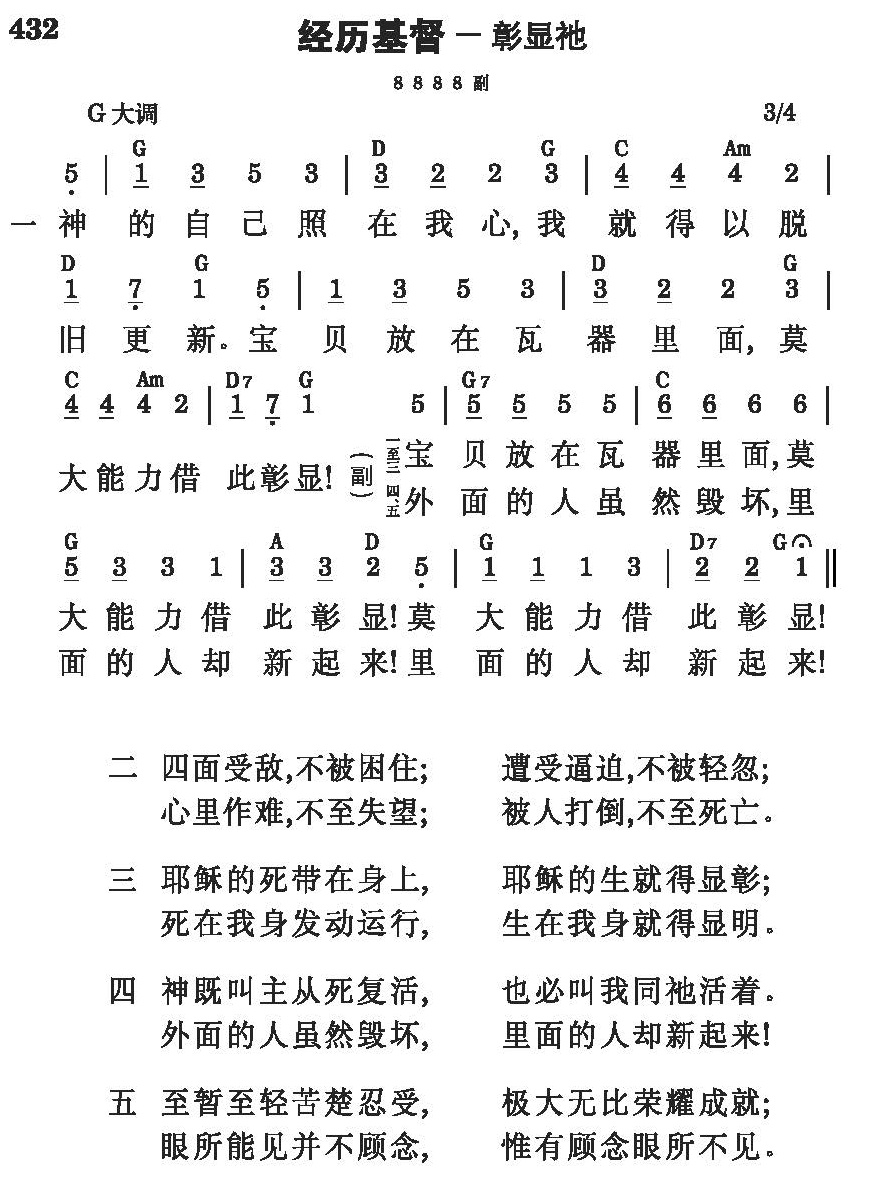 432
经历基督－彰显祂
8 8 8 8 副
G 大调 3/4
G D G C Am
5 | 1 3 5 3 | 3 2 2 3 | 4 4 4 2 |
一 神 的 自 己 照 在 我 心, 我 就 得 以 脱
D G D G
1 7 1 5 | 1 3 5 3 | 3 2 2 3 |
旧 更 新。宝 贝 放 在 瓦 器 里 面, 莫
C Am D7 G G7 C
4 4 4 2 | 1 7 1 5 | 5 5 5 5 | 6 6 6 6 |
大 能 力 借 此 彰 显! (副) 一至三 宝 贝 放 在 瓦 器 里 面, 莫
四、五 外 面 的 人 虽 然 毁 坏, 里
G A D G D7 G
5 3 3 1 | 3 3 2 5 | 1 1 1 3 | 2 2 1 ‖
大 能 力 借 此 彰 显! 莫 大 能 力 借 此 彰 显!
面 的 人 却 新 起 来! 里 面 的 人 却 新 起 来!
二 四面受敌,不被困住; 遭受逼迫,不被轻忽;
心里作难,不至失望; 被人打倒,不至死亡。
三 耶稣的死带在身上, 耶稣的生就得显彰;
死在我身发动运行, 生在我身就得显明。
四 神既叫主从死复活, 也必叫我同祂活着。
外面的人虽然毁坏, 里面的人却新起来!
五 至暂至轻苦楚忍受, 极大无比荣耀成就;
眼所能见并不顾念, 惟有顾念眼所不见。